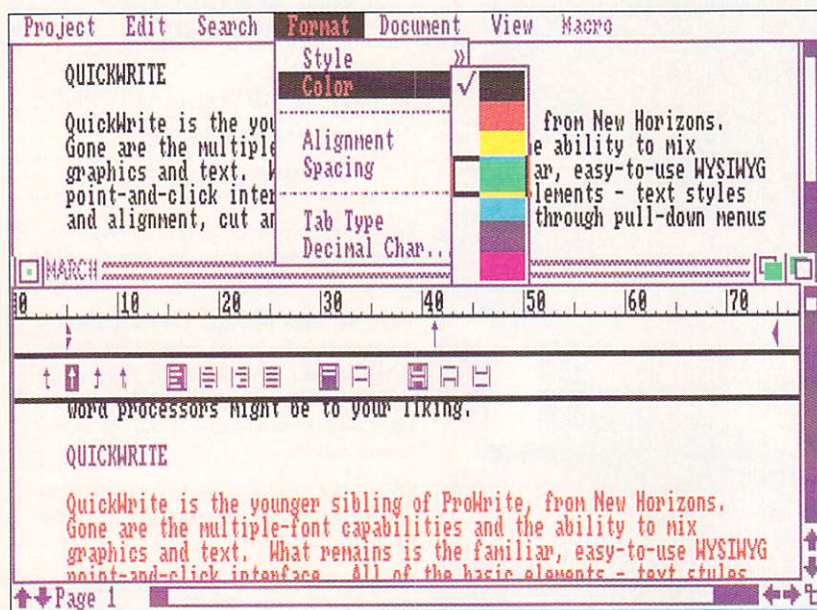 Project Edit Search Format Document View Macro
Style »
Color
Alignment
Spacing
Tab Type
Decimal Char...
QUICKWRITE
QuickWrite is the you from New Horizons.
Gone are the multiple e ability to mix
graphics and text. W ar, easy-to-use WYSIWYG
point-and-click inter lements - text styles
and alignment, cut an through pull-down menus
MARCH
0 10 20 30 40 50 60 70
word processors might be to your liking.
QUICKWRITE
QuickWrite is the younger sibling of ProWrite, from New Horizons.
Gone are the multiple-font capabilities and the ability to mix
graphics and text. What remains is the familiar, easy-to-use WYSIWYG
point-and-click interface. All of the basic elements - text styles
Page 1